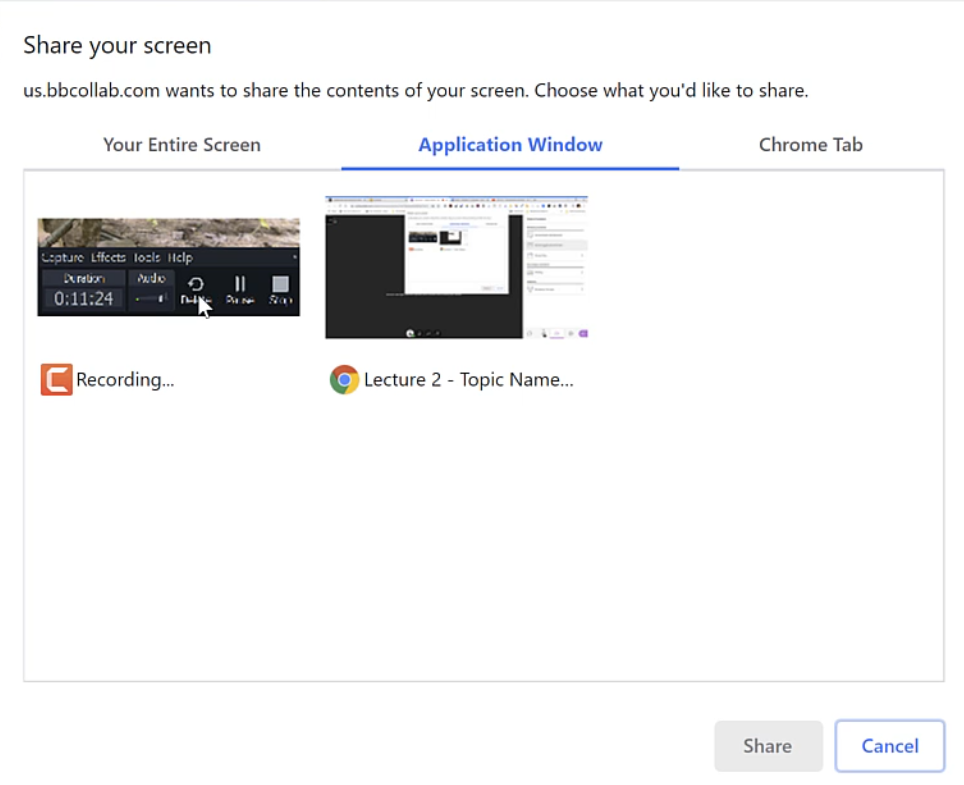 Share your screen
us.bbcollab.com wants to share the contents of your screen. Choose what you'd like to share.
Your Entire Screen Application Window Chrome Tab
Capture Effects Tools Help
Duration Audio
0:11:24 Delete Pause Stop
Recording... Lecture 2 - Topic Name...
Share Cancel